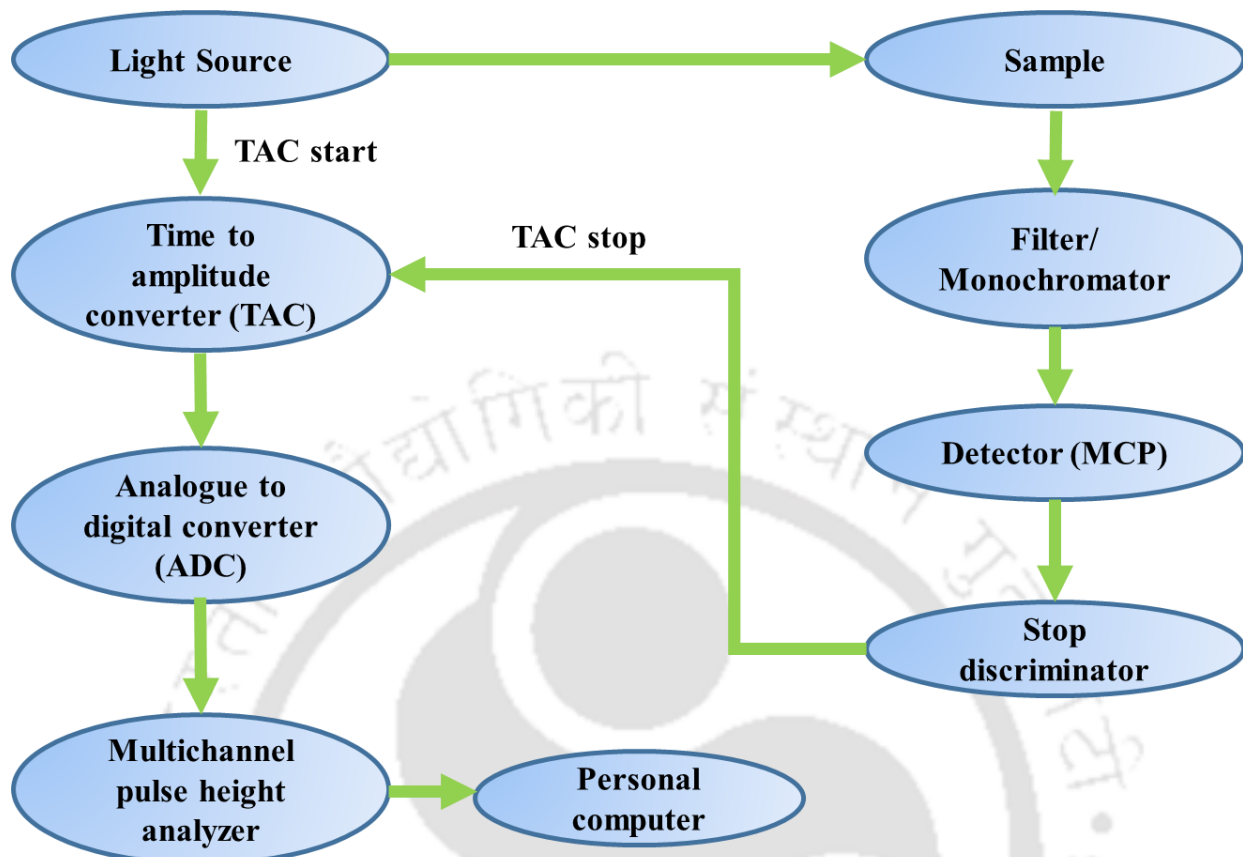 Light Source
Sample
TAC start
Time to
amplitude
converter (TAC)
TAC stop
Filter/
Monochromator
Detector (MCP)
Analogue to
digital converter
(ADC)
Stop
discriminator
Multichannel
pulse height
analyzer
Personal
computer